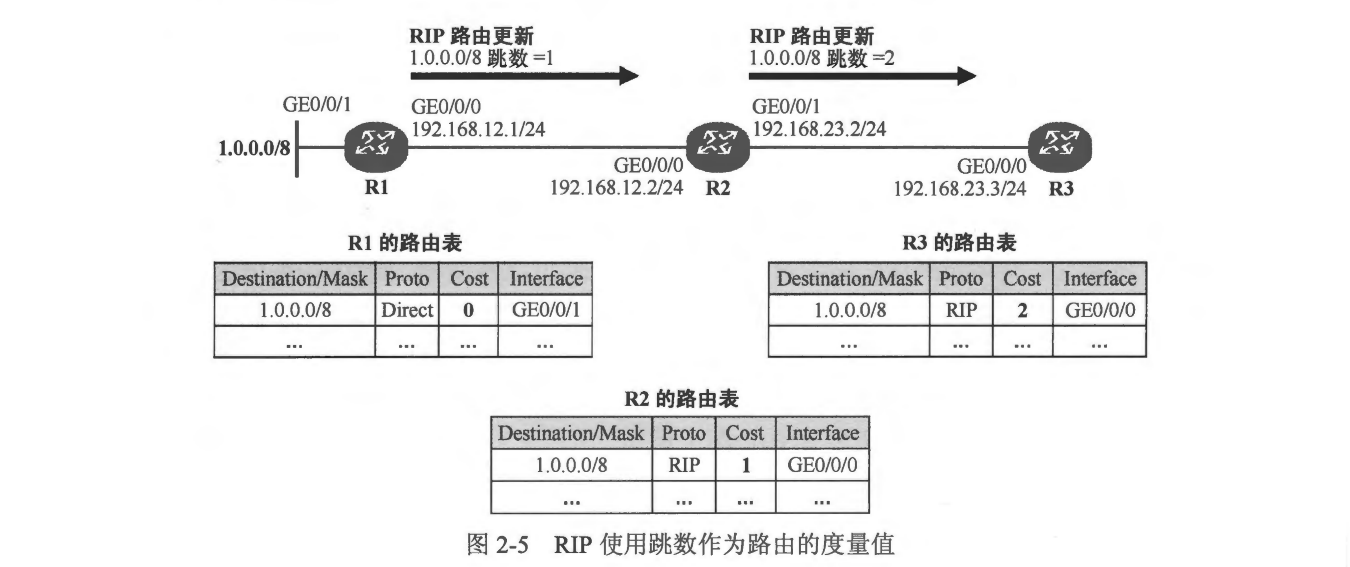 RIP 路由更新
1.0.0.0/8 跳数 =1
RIP 路由更新
1.0.0.0/8 跳数 =2
GE0/0/1
GE0/0/0
192.168.12.1/24
GE0/0/1
192.168.23.2/24
1.0.0.0/8
R1
GE0/0/0
192.168.12.2/24
R2
GE0/0/0
192.168.23.3/24
R3
R1 的路由表
Destination/Mask Proto Cost Interface
1.0.0.0/8 Direct 0 GE0/0/1
... ... ... ...
R3 的路由表
Destination/Mask Proto Cost Interface
1.0.0.0/8 RIP 2 GE0/0/0
... ... ... ...
R2 的路由表
Destination/Mask Proto Cost Interface
1.0.0.0/8 RIP 1 GE0/0/0
... ... ... ...
图 2-5 RIP 使用跳数作为路由的度量值